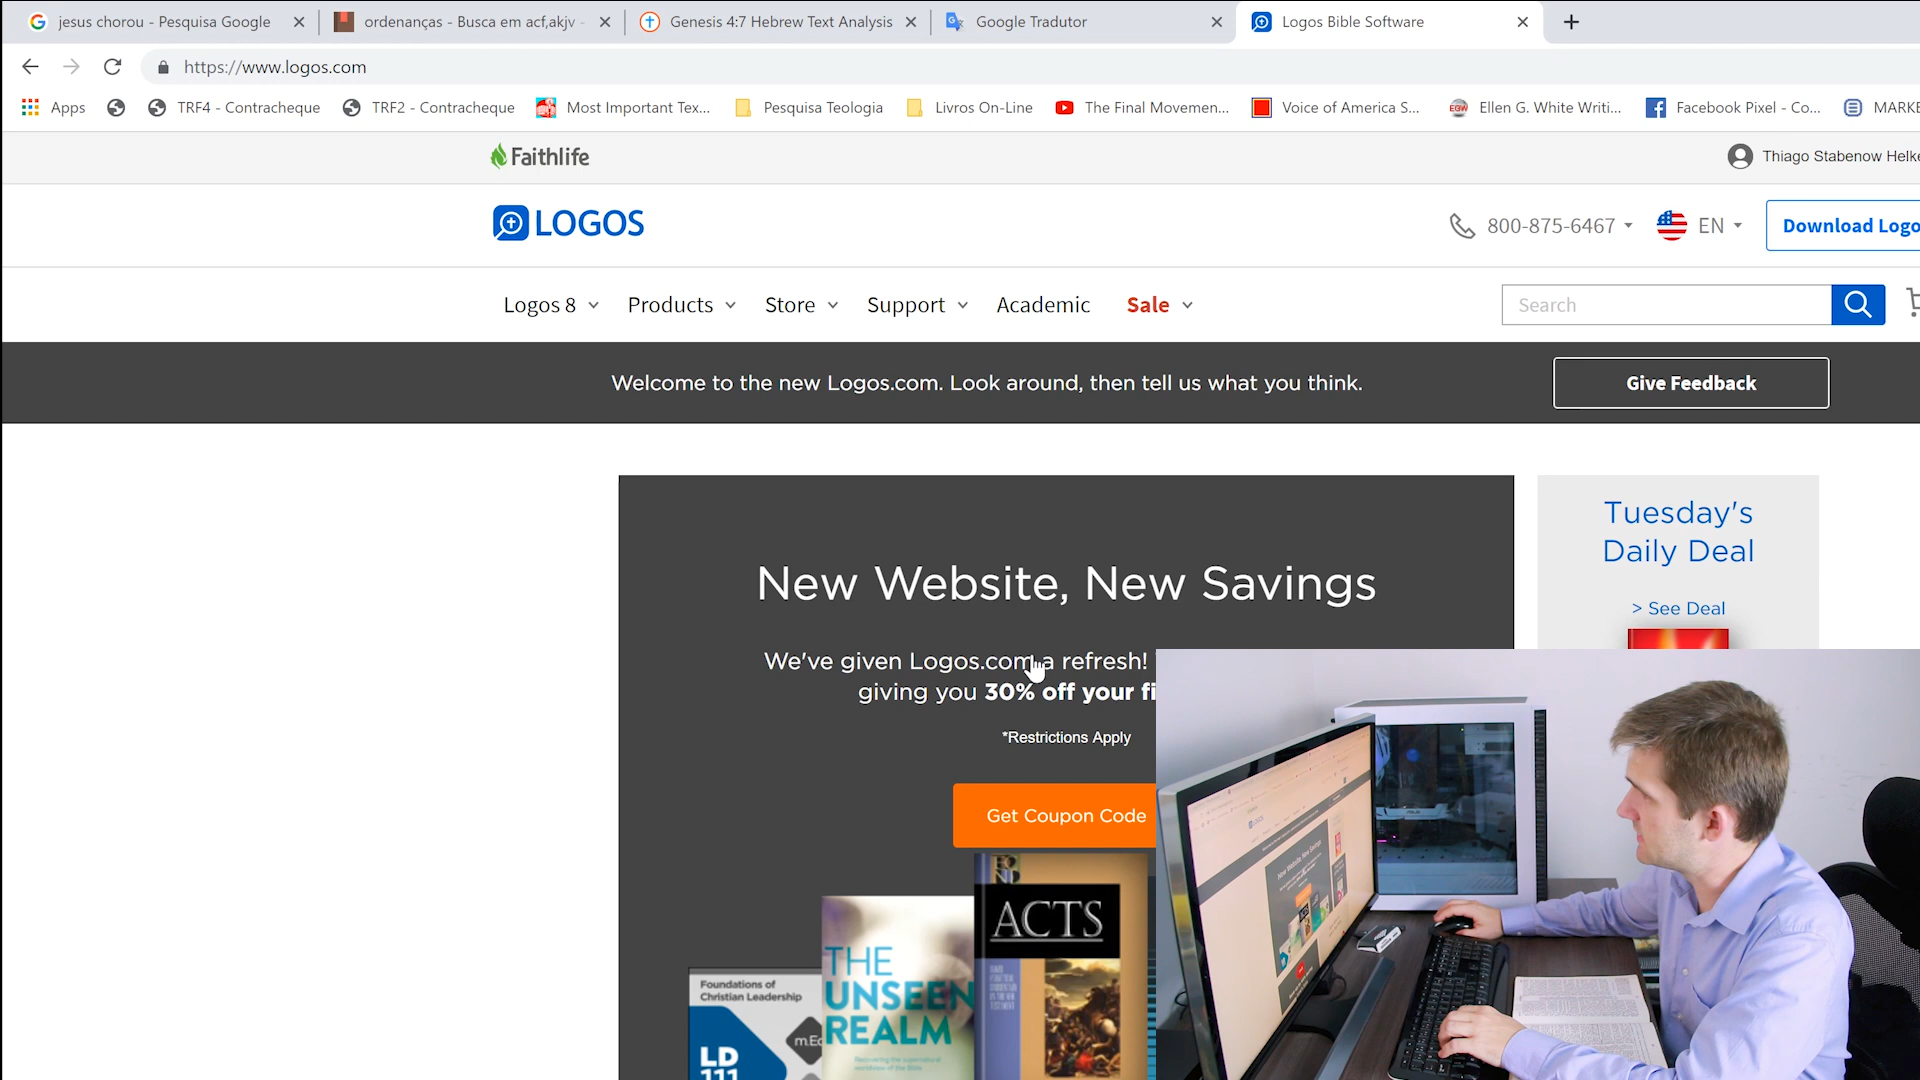 jesus chorou - Pesquisa Google
ordenanças - Busca em acf,akjv -
Genesis 4:7 Hebrew Text Analysis
Google Tradutor
Logos Bible Software
https://www.logos.com
Apps
TRF4 - Contracheque
TRF2 - Contracheque
Most Important Tex...
Pesquisa Teologia
Livros On-Line
The Final Movemen...
Voice of America S...
EGW
Ellen G. White Writi...
Facebook Pixel - Co...
MARKE
Faithlife
Thiago Stabenow Helke
LOGOS
800-875-6467
EN
Download Logo
Logos 8
Products
Store
Support
Academic
Sale
Search
Welcome to the new Logos.com. Look around, then tell us what you think.
Give Feedback
New Website, New Savings
We've given Logos.com a refresh!
giving you 30% off your fi
*Restrictions Apply
Get Coupon Code
Tuesday's
Daily Deal
> See Deal
Foundations of
Christian Leadership
m.Ed
LD
111
THE
UNSEEN
REALM
ACTS